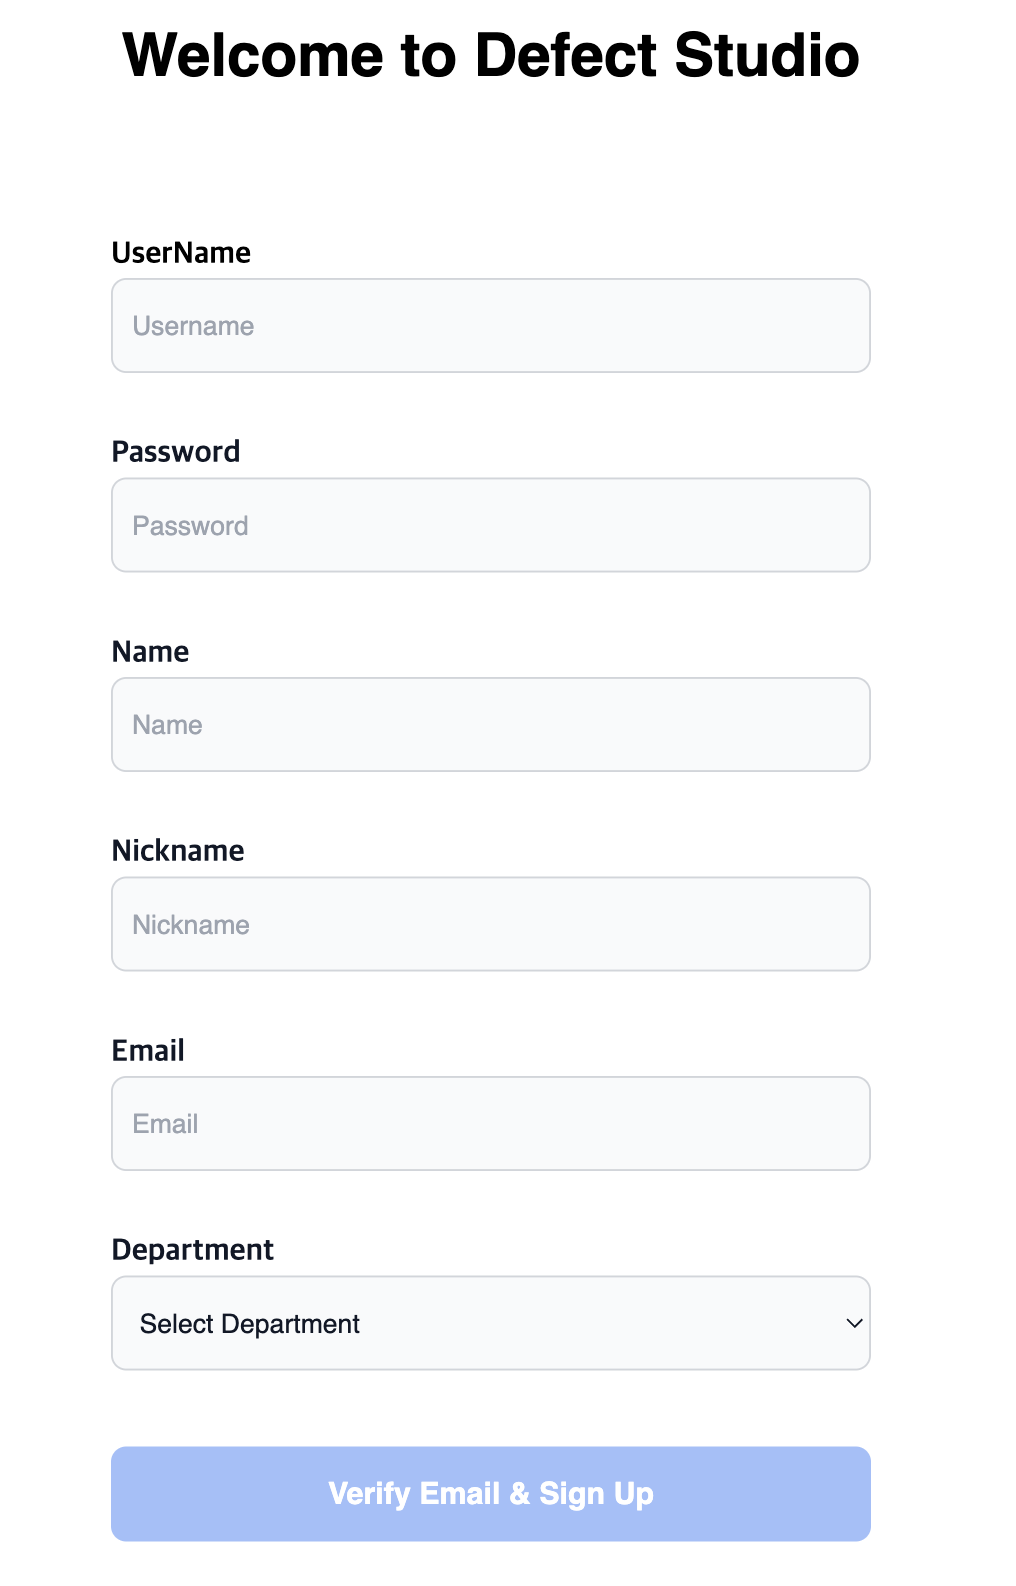 Welcome to Defect Studio
UserName
Username
Password
Password
Name
Name
Nickname
Nickname
Email
Email
Department
Select Department
Verify Email & Sign Up